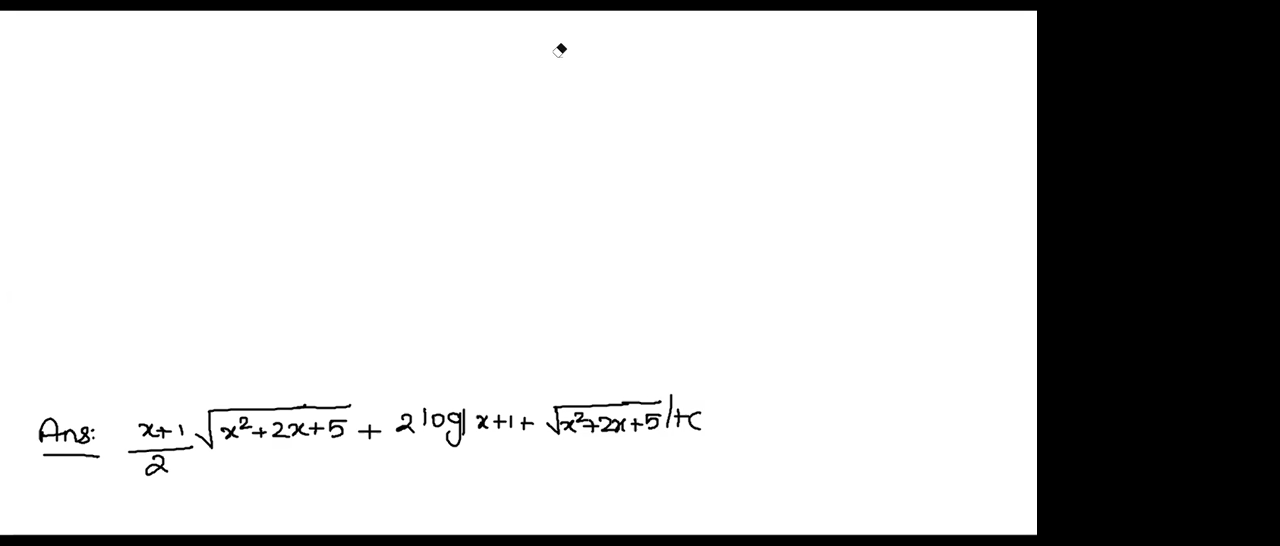 Ans: x+1/2 √(x²+2x+5) + 2 log|x+1+ √(x²+2x+5)|+c